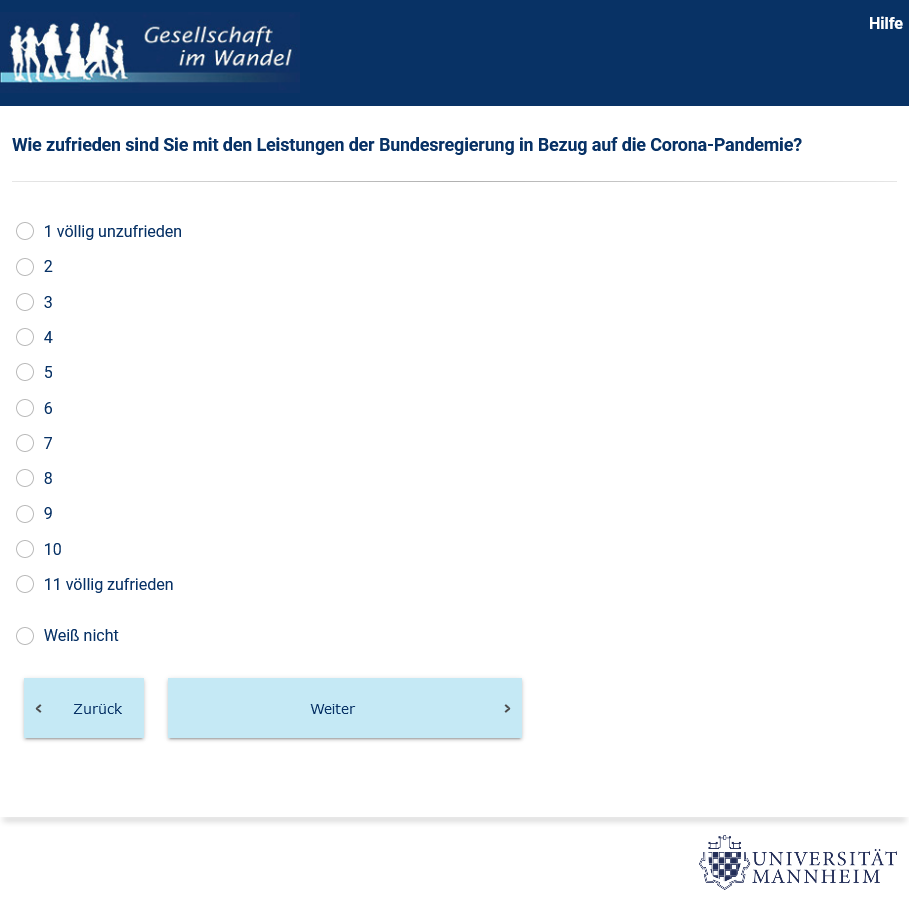 Hilfe
Gesellschaft
im Wandel
Wie zufrieden sind Sie mit den Leistungen der Bundesregierung in Bezug auf die Corona-Pandemie?
1 völlig unzufrieden
2
3
4
5
6
7
8
9
10
11 völlig zufrieden
Weiß nicht
Zurück
Weiter
UNIVERSITÄT
MANNHEIM